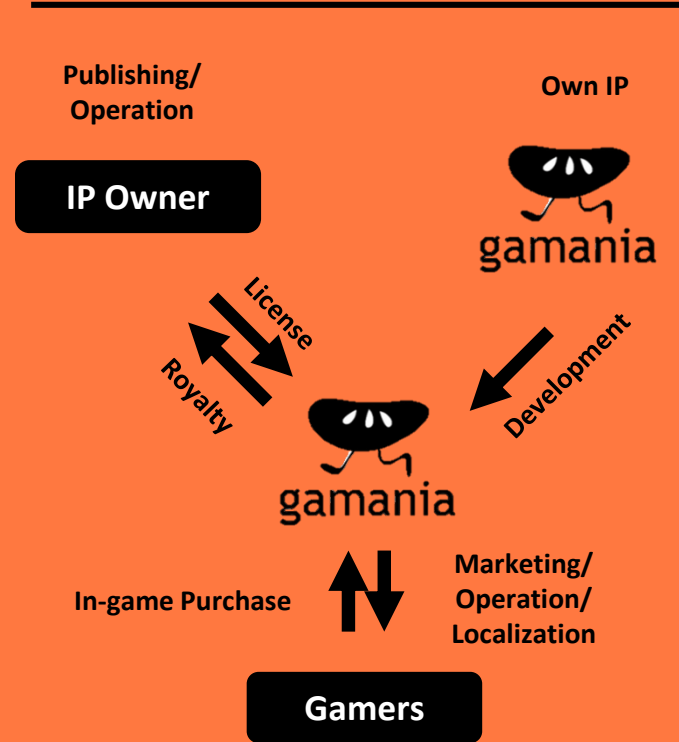 Publishing/
Operation
Own IP
IP Owner
gamania
License
Royalty
Development
gamania
In-game Purchase
Marketing/
Operation/
Localization
Gamers